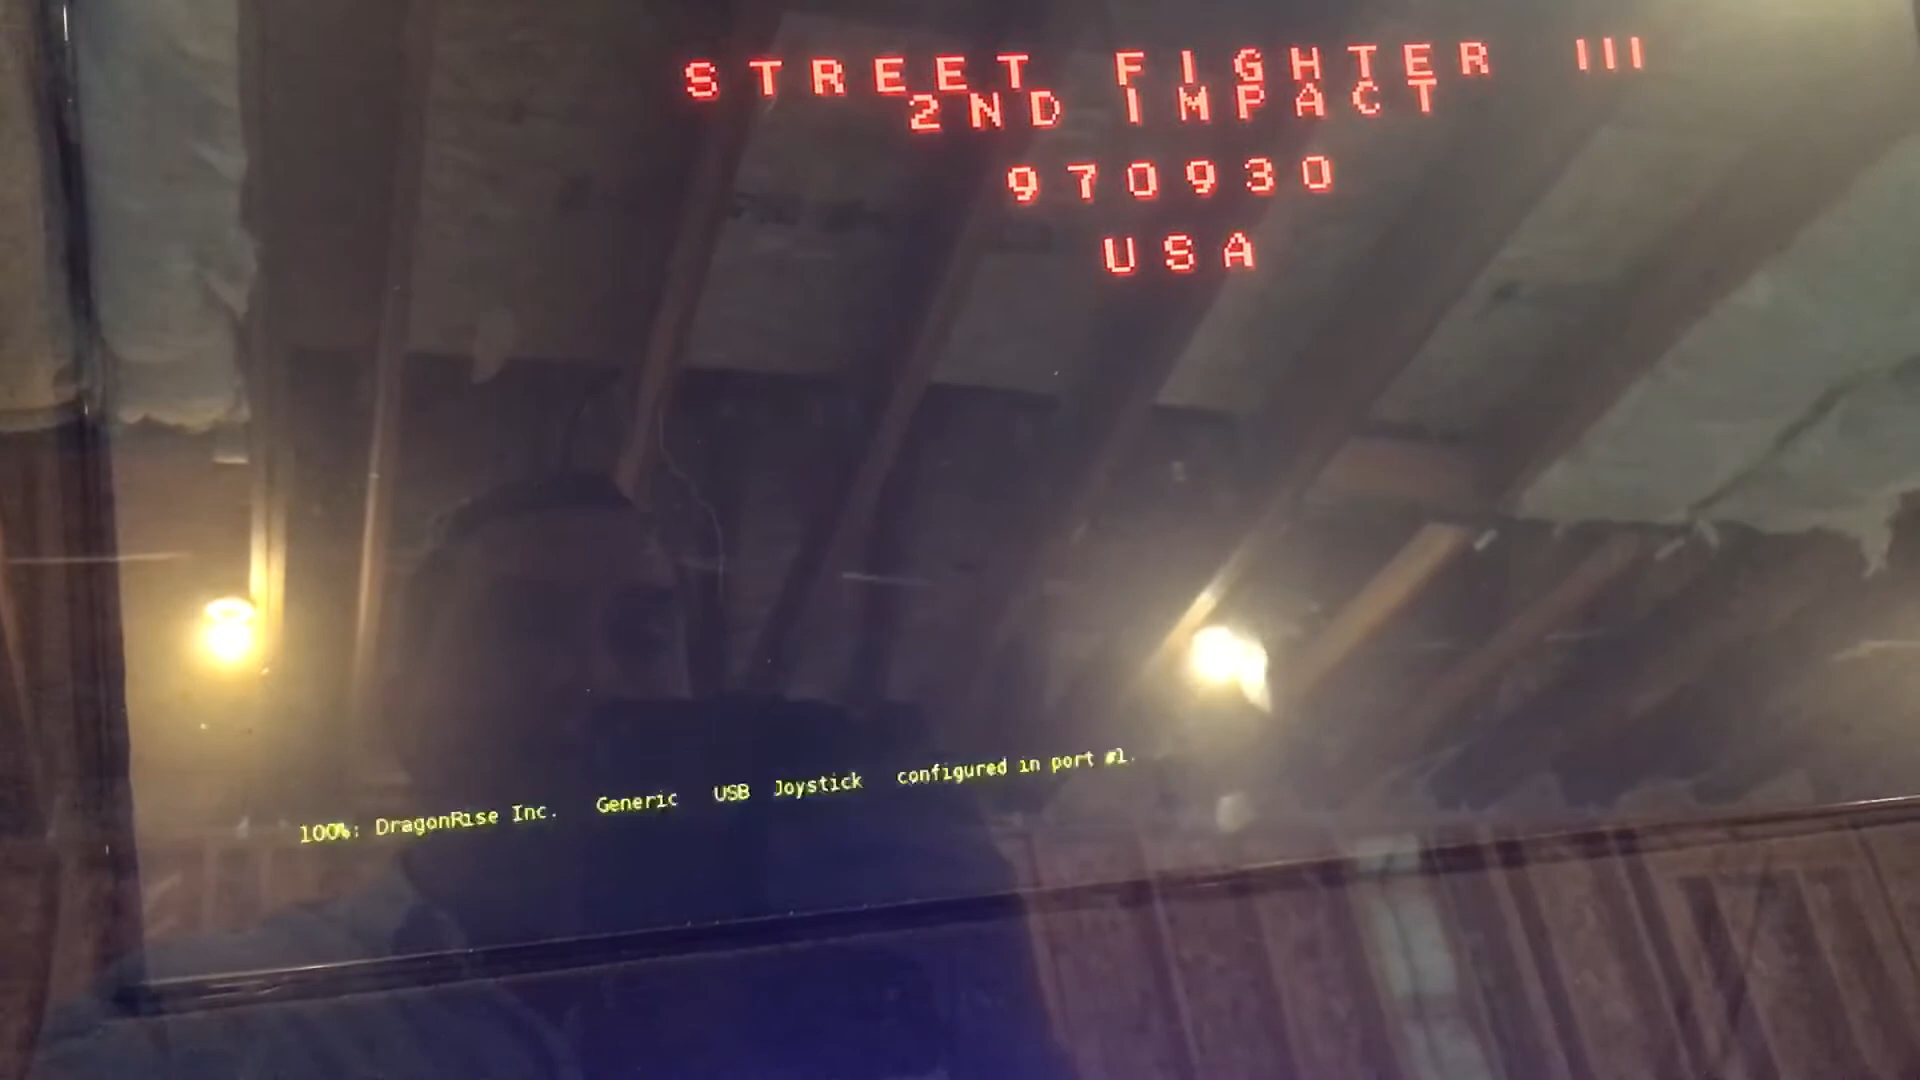 STREET FIGHTER III
2ND IMPACT
970930
USA
100%: DragonRise Inc. Generic USB Joystick configured in port #1.